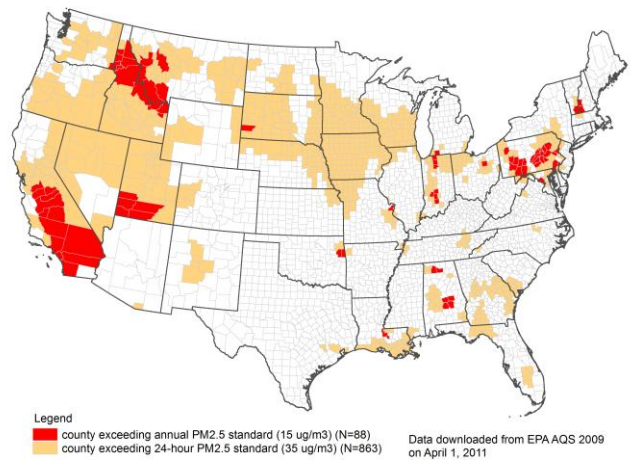 Legend
county exceeding annual PM2.5 standard (15 ug/m3) (N=88)
county exceeding 24-hour PM2.5 standard (35 ug/m3) (N=863)
Data downloaded from EPA AQS 2009
on April 1, 2011